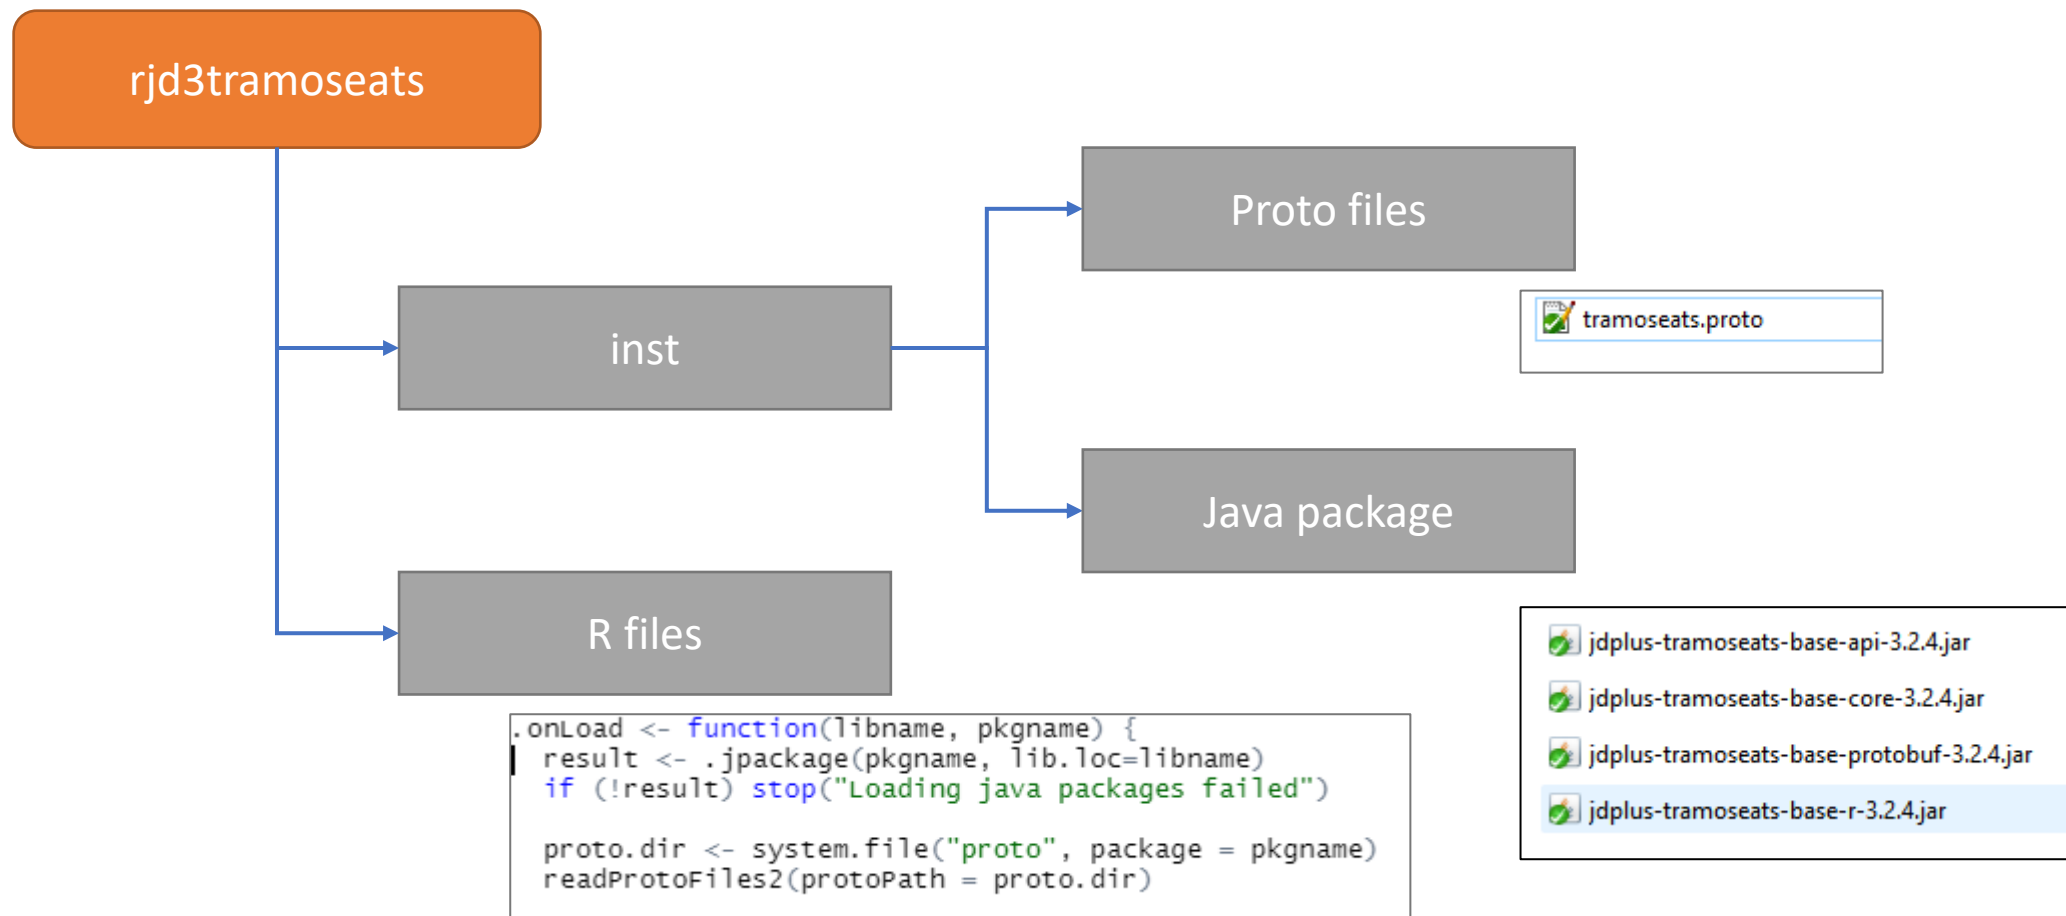 rjd3tramoseats
Proto files
tramoseats.proto
inst
Java package
jdplus-tramoseats-base-api-3.2.4.jar
jdplus-tramoseats-base-core-3.2.4.jar
jdplus-tramoseats-base-protobuf-3.2.4.jar
jdplus-tramoseats-base-r-3.2.4.jar
R files
.onLoad <- function(libname, pkgname) {
  result <- .jpackage(pkgname, lib.loc=libname)
  if (!result) stop("Loading java packages failed")
  proto.dir <- system.file("proto", package = pkgname)
  readProtoFiles2(protoPath = proto.dir)